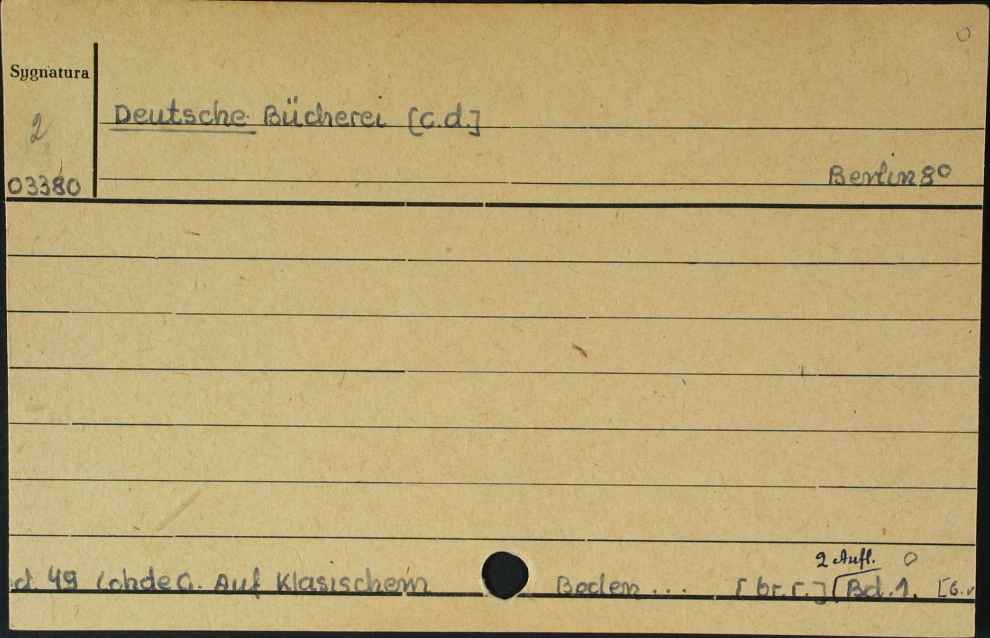 Sygnatura
2
03380
Deutsche Bücherei [c.d.]
Berlin 8°
2 Aufl.
d 49 Lohde C. Auf Klasischem Boden ... [br. r.] Bd. 1. [b.